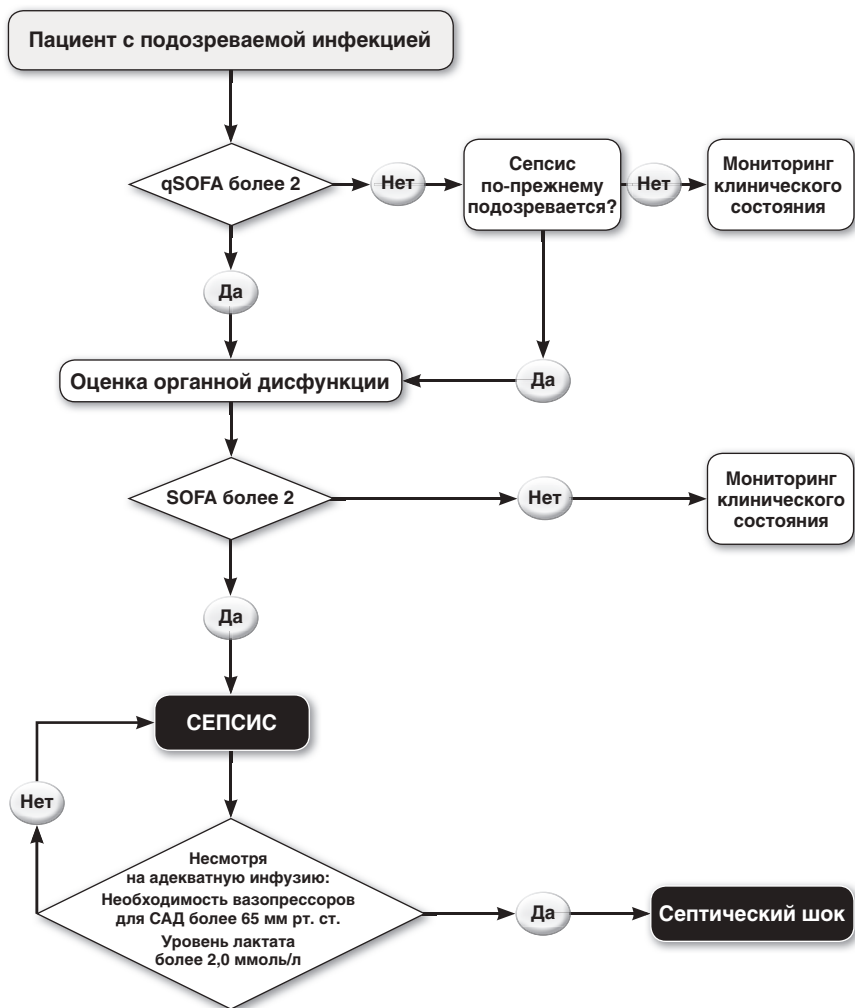 Пациент с подозреваемой инфекцией
qSOFA более 2
Нет
Сепсис
по-прежнему
подозревается?
Нет
Мониторинг
клинического
состояния
Да
Оценка органной дисфункции
Да
SOFA более 2
Нет
Мониторинг
клинического
состояния
Да
СЕПСИС
Нет
Несмотря
на адекватную инфузию:
Необходимость вазопрессоров
для САД более 65 мм рт. ст.
Уровень лактата
более 2,0 ммоль/л
Да
Септический шок